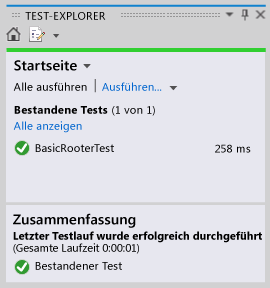 TEST-EXPLORER
Startseite
Alle ausführen | Ausführen...
Bestandene Tests (1 von 1)
Alle anzeigen
BasicRooterTest 258 ms
Zusammenfassung
Letzter Testlauf wurde erfolgreich durchgeführt
(Gesamte Laufzeit 0:00:01)
Bestandener Test